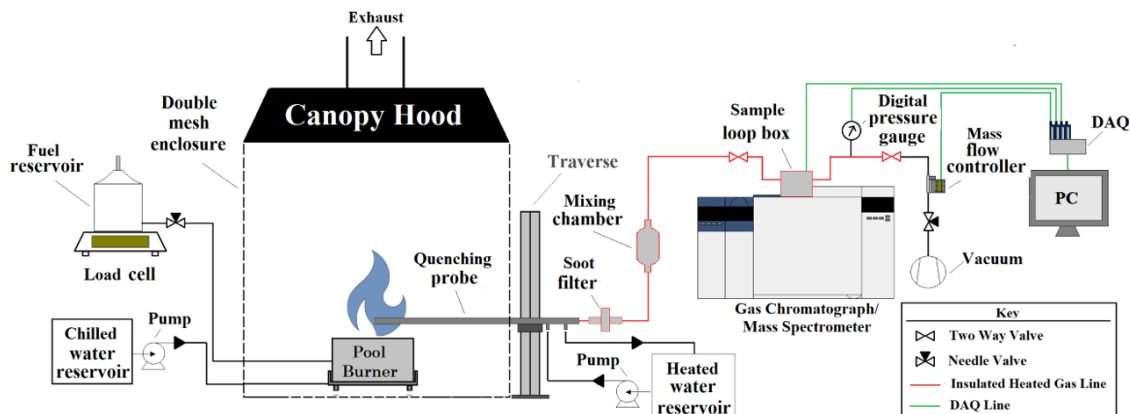 Exhaust
Canopy Hood
Double
mesh
enclosure
Fuel
reservoir
Load cell
Traverse
Quenching
probe
Mixing
chamber
Soot
filter
Sample
loop box
Digital
pressure
gauge
Mass
flow
controller
DAQ
PC
Vacuum
Gas Chromatograph/
Mass Spectrometer
Chilled
water
reservoir
Pump
Pool
Burner
Pump
Heated
water
reservoir
Key
Two Way Valve
Needle Valve
Insulated Heated Gas Line
DAQ Line